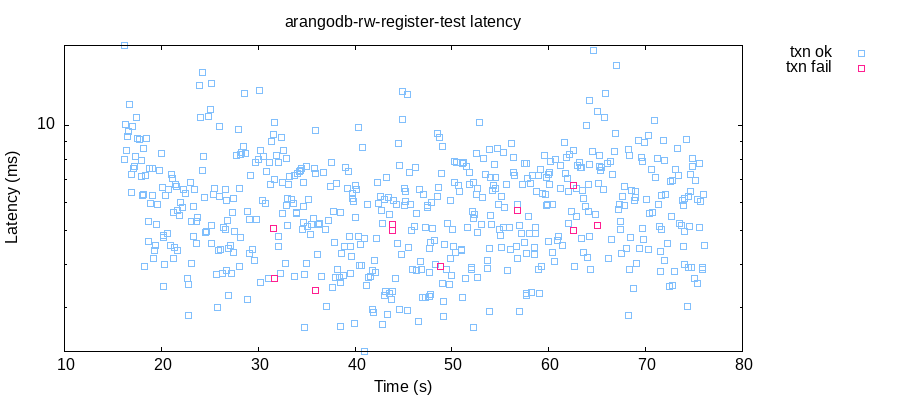 arangodb-rw-register-test latency
txn ok
txn fail
10
Latency (ms)
10 20 30 40 50 60 70 80
Time (s)